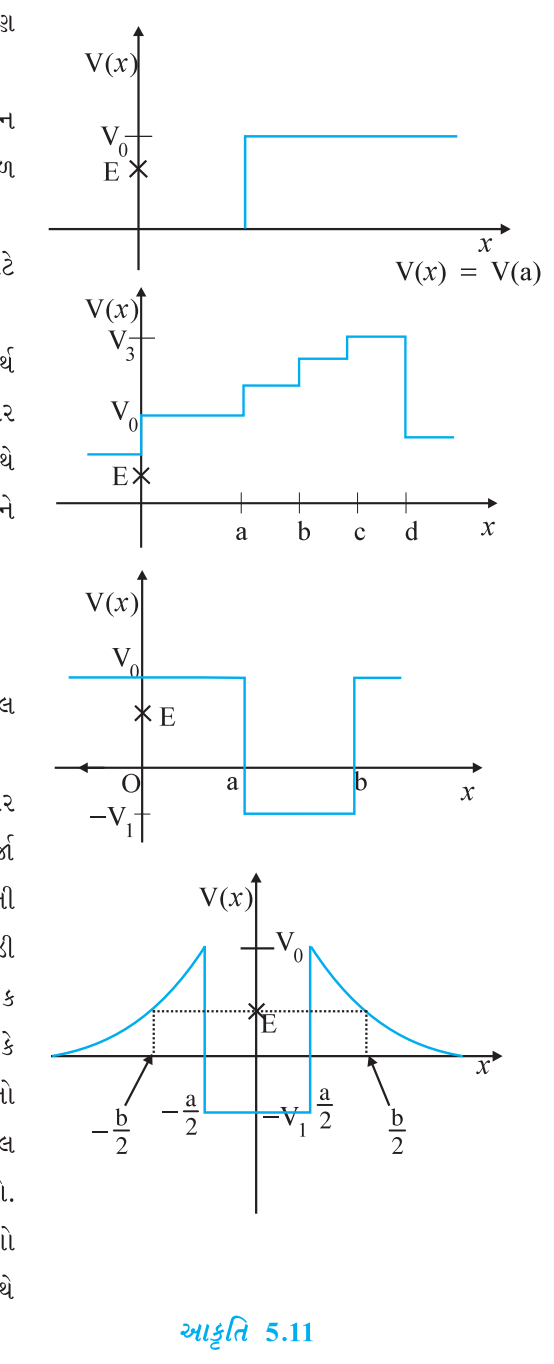 V(x)
V₀
E
x
V(x) = V(a)
V(x)
V₃
V₀
E
a b c d x
V(x)
V₀
E
O a b x
−V₁
V(x)
V₀
E
x
−b/2 −a/2 −V₁ a/2 b/2
આકૃતિ 5.11